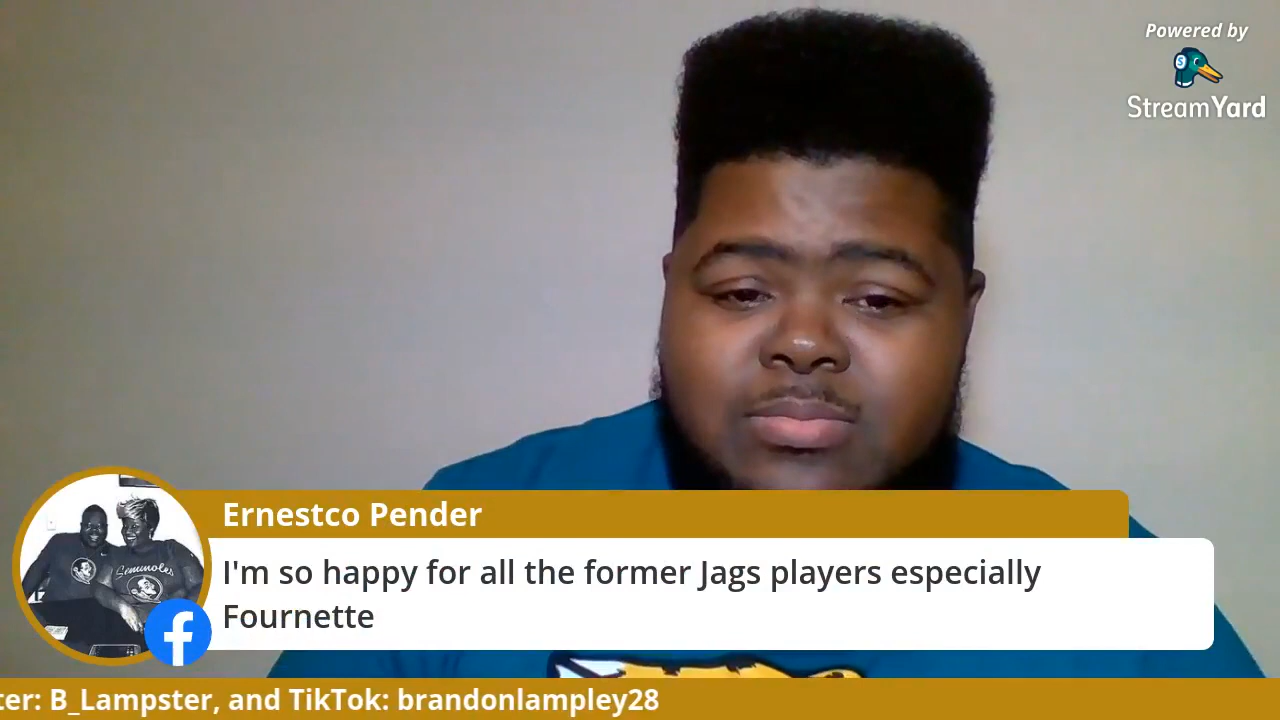 Powered by
StreamYard
Ernestco Pender
I'm so happy for all the former Jags players especially
Fournette
Seminoles
ter: B_Lampster, and TikTok: brandonlampley28